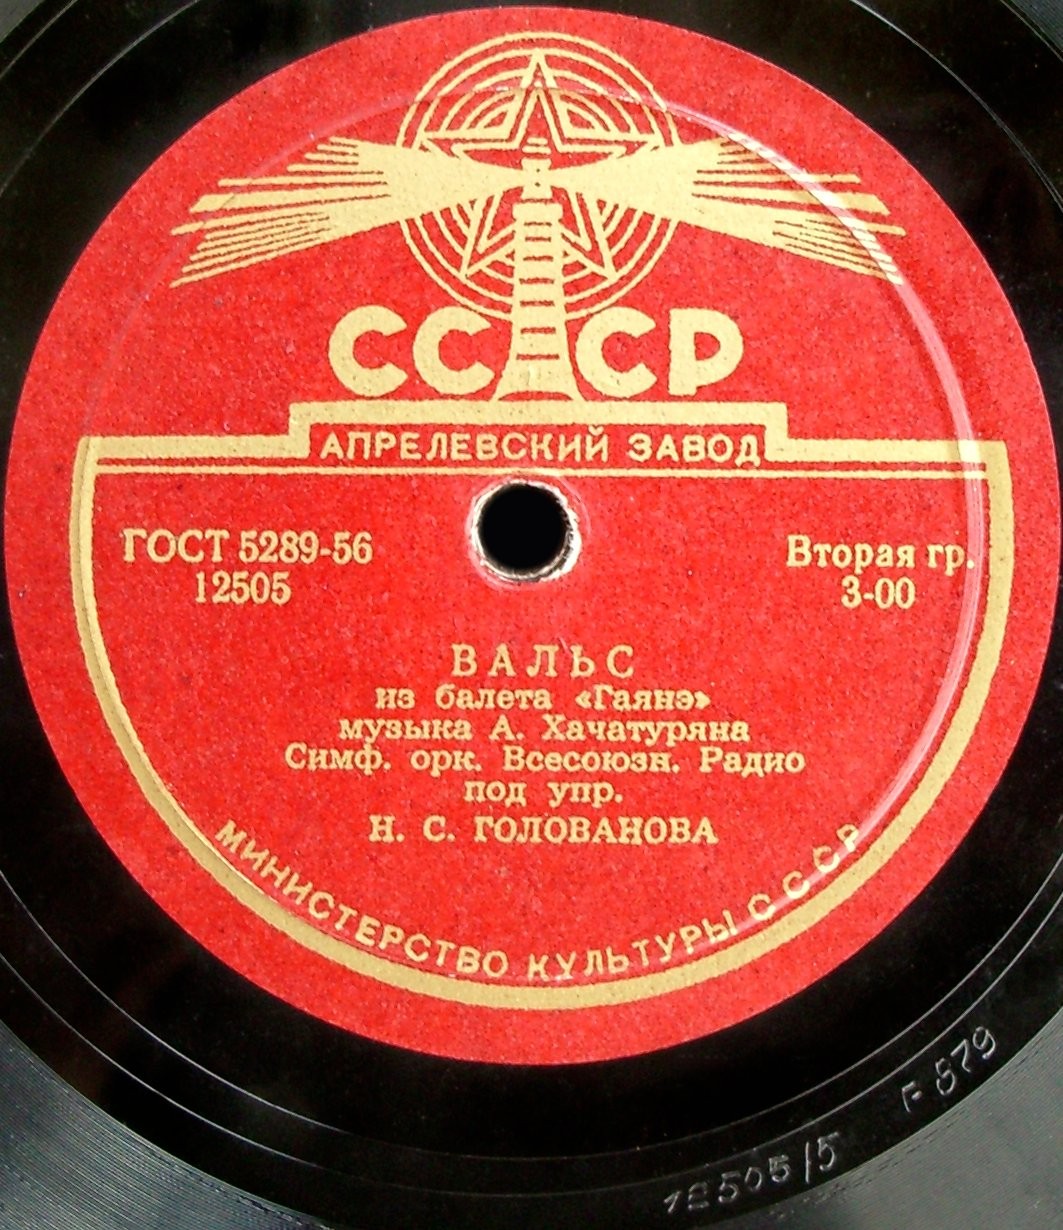 СССР
АПРЕЛЕВСКИЙ ЗАВОД
ГОСТ 5289-56
12505
Вторая гр.
3-00
ВАЛЬС
из балета «Гаянэ»
музыка А. Хачатуряна
Симф. орк. Всесоюзн. Радио
под упр.
Н. С. ГОЛОВАНОВА
МИНИСТЕРСТВО КУЛЬТУРЫ СССР
12505/5